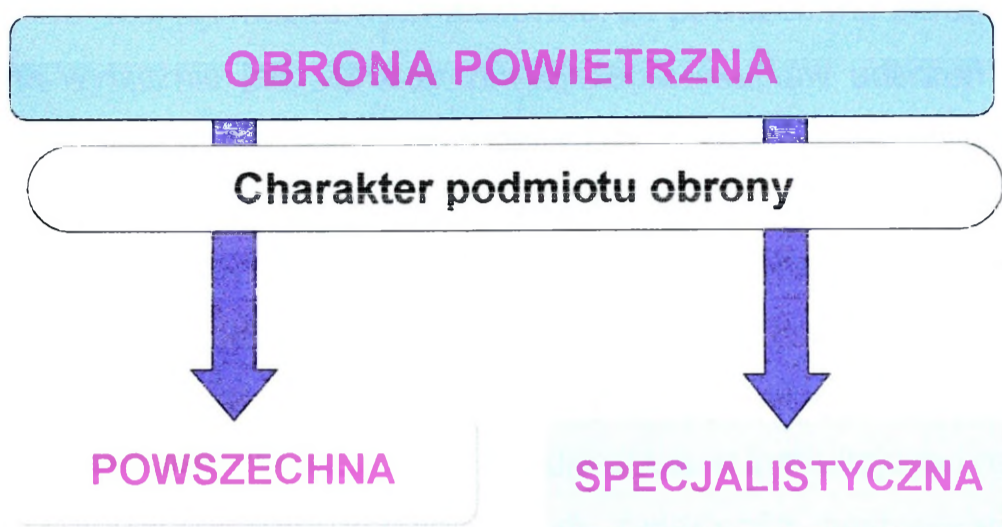 OBRONA POWIETRZNA
Charakter podmiotu obrony
POWSZECHNA
SPECJALISTYCZNA